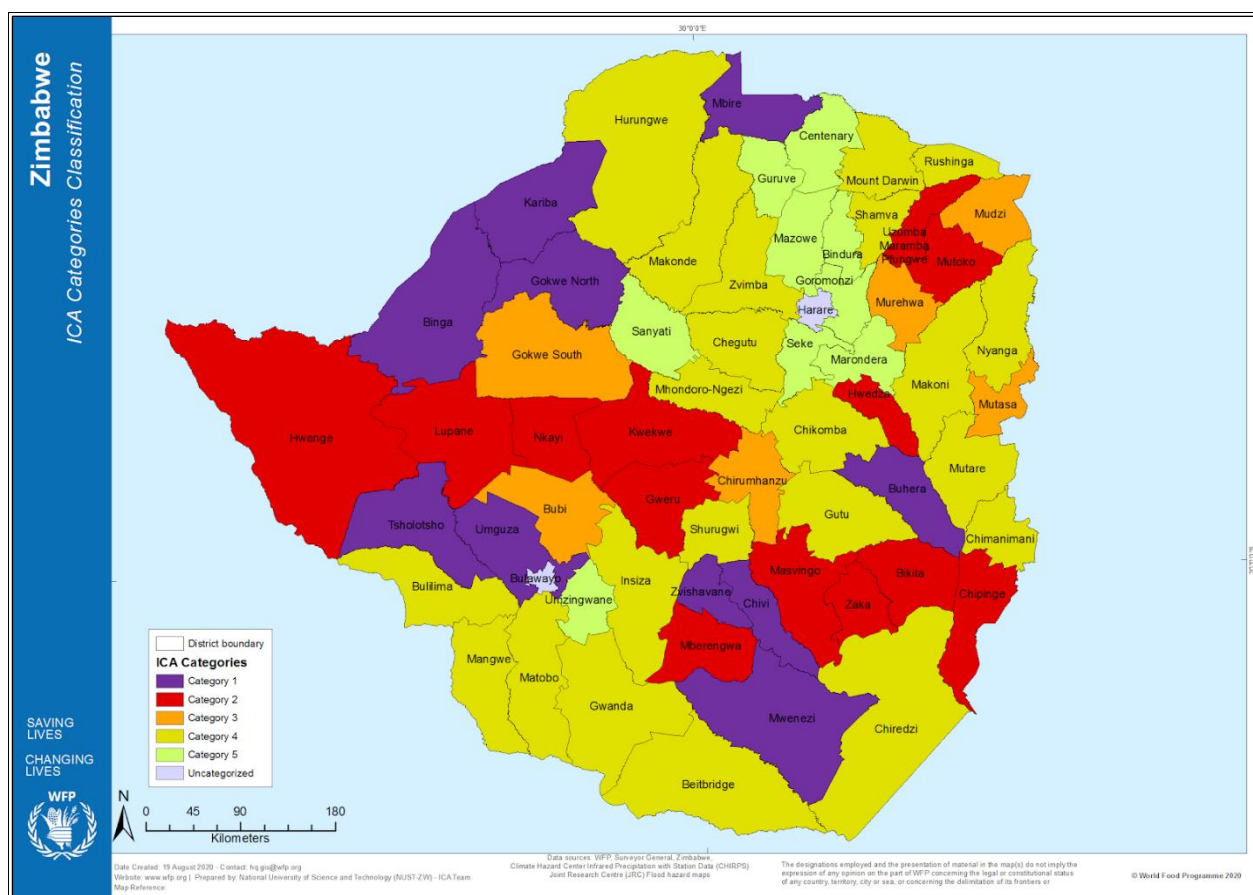 Zimbabwe
ICA Categories Classification
30°0'0"E
Mbire
Hurungwe
Centenary
Rushinga
Mount Darwin
Guruve
Kariba
Shamva
Mudzi
Uzumba
Maramba
Pfungwe
Mazowe
Mutoko
Bindura
Makonde
Gokwe North
Zvimba
Goromonzi
Murehwa
Harare
Binga
Sanyati
Chegutu
Seke
Nyanga
Gokwe South
Marondera
Makoni
Mhondoro-Ngezi
Hwedza
Mutasa
Hwange
Lupane
Nkayi
Kwekwe
Chikomba
Mutare
Chirumhanzu
Buhera
Gweru
Bubi
Gutu
Tsholotsho
Umguza
Shurugwi
Chimanimani
Masvingo
Bikita
Bulawayo
Insiza
Bulilima
Umzingwane
Zvishavane
Chivi
Zaka
Chipinge
Mberengwa
Mangwe
Matobo
Gwanda
Mwenezi
Chiredzi
Beitbridge
District boundary
ICA Categories
Category 1
Category 2
Category 3
Category 4
Category 5
Uncategorized
SAVING
LIVES
CHANGING
LIVES
WFP
N
0 45 90 180
Kilometers
Date Created: 19 August 2020 - Contact: hq.gis@wfp.org
Website: www.wfp.org | Prepared by: National University of Science and Technology (NUST-ZW) - ICA Team
Map Reference:
Data sources: WFP, Surveyor General, Zimbabwe,
Climate Hazard Center Infrared Precipitation with Station Data (CHIRPS)
Joint Research Centre (JRC) Flood hazard maps
The designations employed and the presentation of material in the map(s) do not imply the
expression of any opinion on the part of WFP concerning the legal or constitutional status
of any country, territory, city or sea, or concerning the delimitation of its frontiers or
© World Food Programme 2020